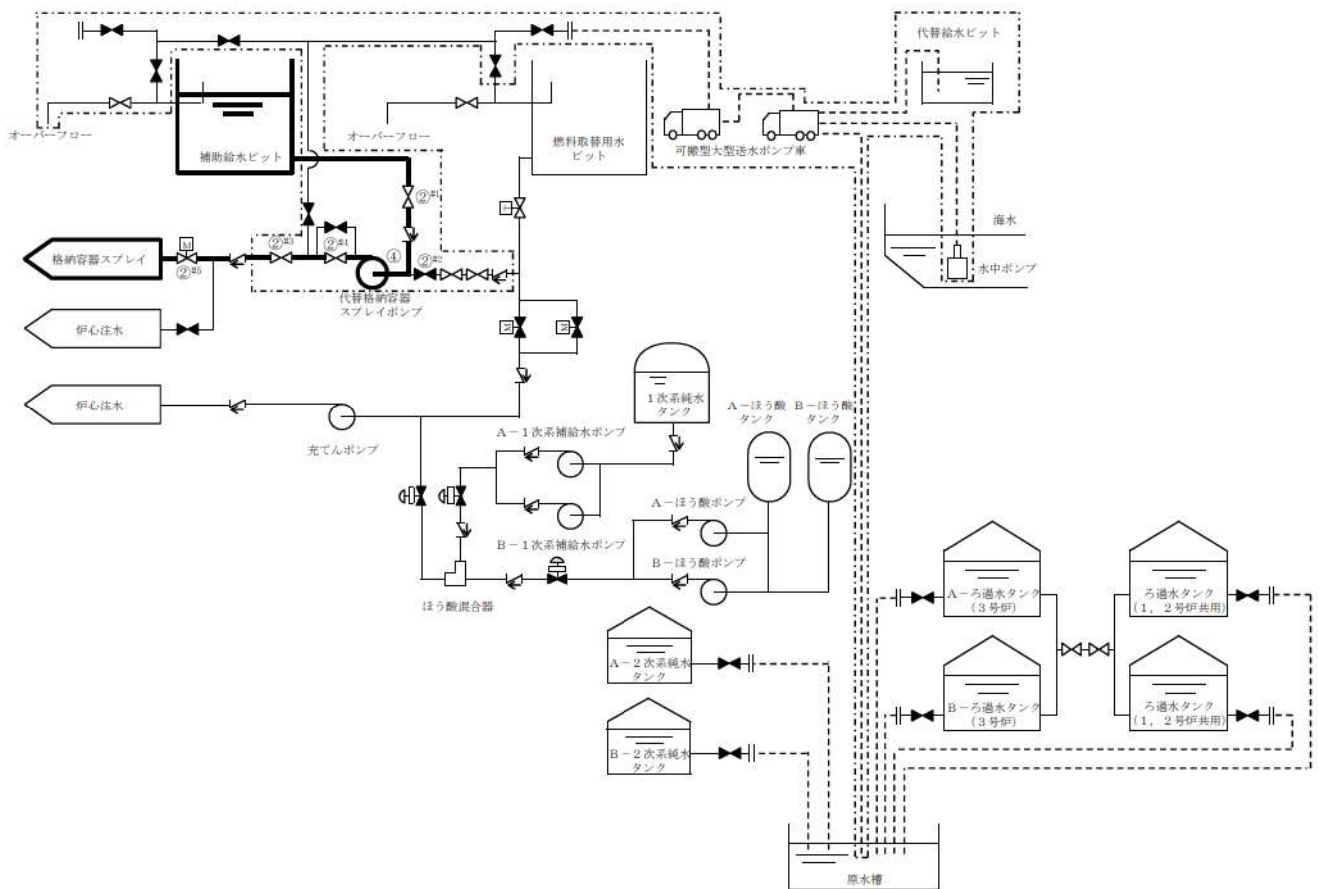 代替給水ピット
オーバーフロー
補助給水ピット
オーバーフロー
燃料取替用水
ピット
可搬型大型送水ポンプ車
海水
水中ポンプ
②#1
②#3
②#4
④
②#2
格納容器スプレイ
M
②#5
代替格納容器
スプレイポンプ
炉心注水
M
M
炉心注水
充てんポンプ
1次系純水
タンク
A-ほう酸
タンク
B-ほう酸
タンク
A-1次系補給水ポンプ
B-1次系補給水ポンプ
A-ほう酸ポンプ
B-ほう酸ポンプ
ほう酸混合器
A-2次系純水
タンク
B-2次系純水
タンク
A-ろ過水タンク
(3号炉)
ろ過水タンク
(1,2号炉共用)
B-ろ過水タンク
(3号炉)
ろ過水タンク
(1,2号炉共用)
原水槽